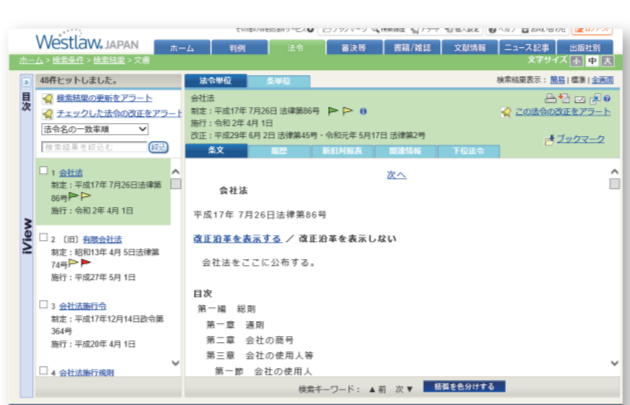 Westlaw. JAPAN
ホーム 判例 法令 審決等 書籍/雑誌 文献情報 ニュース記事 出版社別
ホーム > 検索条件 > 検索結果 > 文書
文字サイズ 小 中 大
48件ヒットしました。
検索結果の更新をアラート
チェックした法令の改正をアラート
法令名の一致率順
検索結果を絞込む 絞込
目次
iView
1 会社法
制定:平成17年 7月26日法律第
86号
施行:令和 2年 4月 1日
2 〔旧〕有限会社法
制定:昭和13年 4月 5日法律第
74号
施行:平成27年 5月 1日
3 会社法施行令
制定:平成17年12月14日政令第
364号
施行:平成20年 4月 1日
4 会社法施行規則
法令単位 条単位
検索結果表示: 簡易 | 標準 | 全画面
会社法
制定:平成17年 7月26日 法律第86号
施行:令和 2年 4月 1日
改正:平成29年 6月 2日 法律第45号・令和元年 5月17日 法律第2号
この法令の改正をアラート
ブックマーク
条文 履歴 新旧対照表 関連情報 下位法令
次へ
会社法
平成17年 7月26日法律第86号
改正沿革を表示する / 改正沿革を表示しない
会社法をここに公布する。
目次
第一編 総則
第一章 通則
第二章 会社の商号
第三章 会社の使用人等
第一節 会社の使用人
検索キーワード: ▲前 次▼ 括弧を色分けする